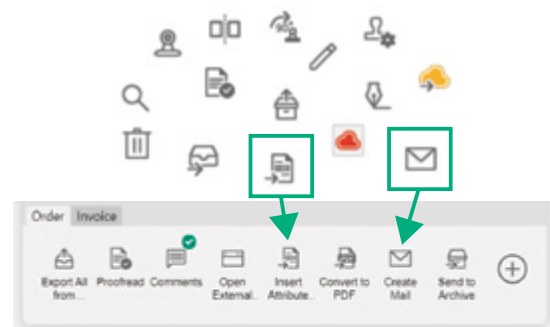 Order Invoice
Export All Proofread Comments Open Insert Convert to Create Send to
from... External... Attribute... PDF Mail Archive